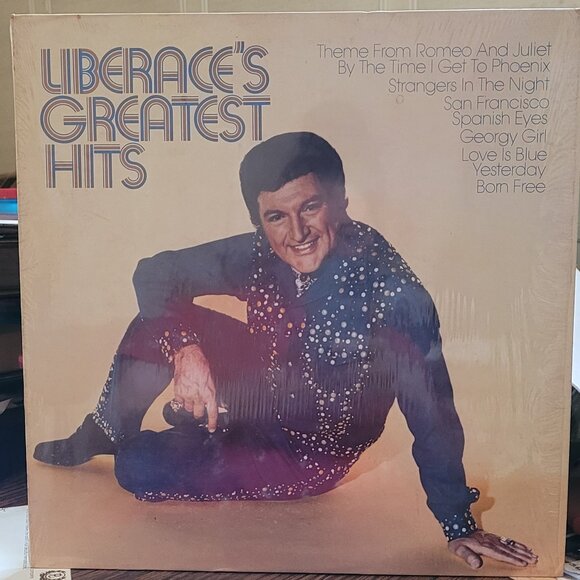 LIBERACE'S
GREATEST
HITS
Theme From Romeo And Juliet
By The Time I Get To Phoenix
Strangers In The Night
San Francisco
Spanish Eyes
Georgy Girl
Love Is Blue
Yesterday
Born Free